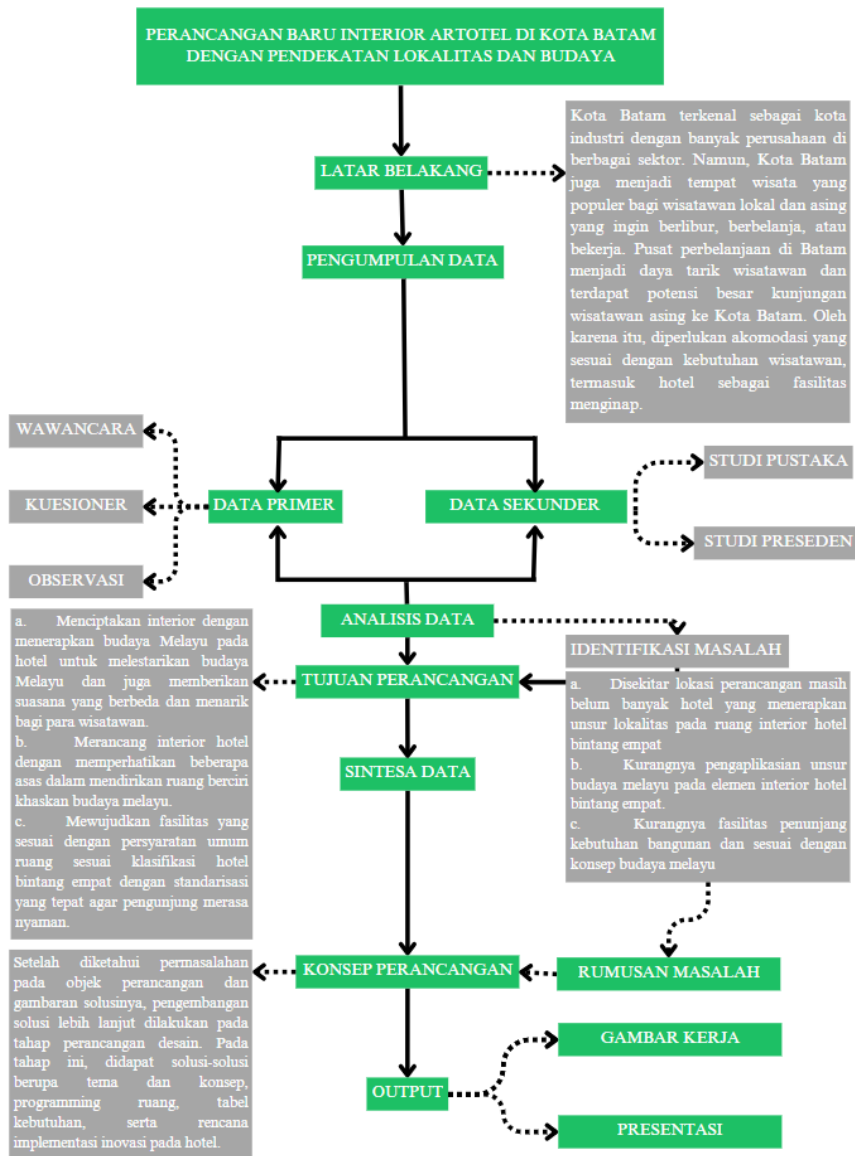 PERANCANGAN BARU INTERIOR ARTOTEL DI KOTA BATAM
DENGAN PENDEKATAN LOKALITAS DAN BUDAYA
LATAR BELAKANG
Kota Batam terkenal sebagai kota
industri dengan banyak perusahaan di
berbagai sektor. Namun, Kota Batam
juga menjadi tempat wisata yang
populer bagi wisatawan lokal dan asing
yang ingin berlibur, berbelanja, atau
bekerja. Pusat perbelanjaan di Batam
menjadi daya tarik wisatawan dan
terdapat potensi besar kunjungan
wisatawan asing ke Kota Batam. Oleh
karena itu, diperlukan akomodasi yang
sesuai dengan kebutuhan wisatawan,
termasuk hotel sebagai fasilitas
menginap.
PENGUMPULAN DATA
WAWANCARA
KUESIONER
OBSERVASI
DATA PRIMER
DATA SEKUNDER
STUDI PUSTAKA
STUDI PRESEDEN
ANALISIS DATA
IDENTIFIKASI MASALAH
a. Disekitar lokasi perancangan masih
belum banyak hotel yang menerapkan
unsur lokalitas pada ruang interior hotel
bintang empat
b. Kurangnya pengaplikasian unsur
budaya melayu pada elemen interior hotel
bintang empat.
c. Kurangnya fasilitas penunjang
kebutuhan bangunan dan sesuai dengan
konsep budaya melayu
TUJUAN PERANCANGAN
a. Menciptakan interior dengan
menerapkan budaya Melayu pada
hotel untuk melestarikan budaya
Melayu dan juga memberikan
suasana yang berbeda dan menarik
bagi para wisatawan.
b. Merancang interior hotel
dengan memperhatikan beberapa
asas dalam mendirikan ruang berciri
khaskan budaya melayu.
c. Mewujudkan fasilitas yang
sesuai dengan persyaratan umum
ruang sesuai klasifikasi hotel
bintang empat dengan standarisasi
yang tepat agar pengunjung merasa
nyaman.
SINTESA DATA
KONSEP PERANCANGAN
RUMUSAN MASALAH
Setelah diketahui permasalahan
pada objek perancangan dan
gambaran solusinya, pengembangan
solusi lebih lanjut dilakukan pada
tahap perancangan desain. Pada
tahap ini, didapat solusi-solusi
berupa tema dan konsep,
programming ruang, tabel
kebutuhan, serta rencana
implementasi inovasi pada hotel.
OUTPUT
GAMBAR KERJA
PRESENTASI